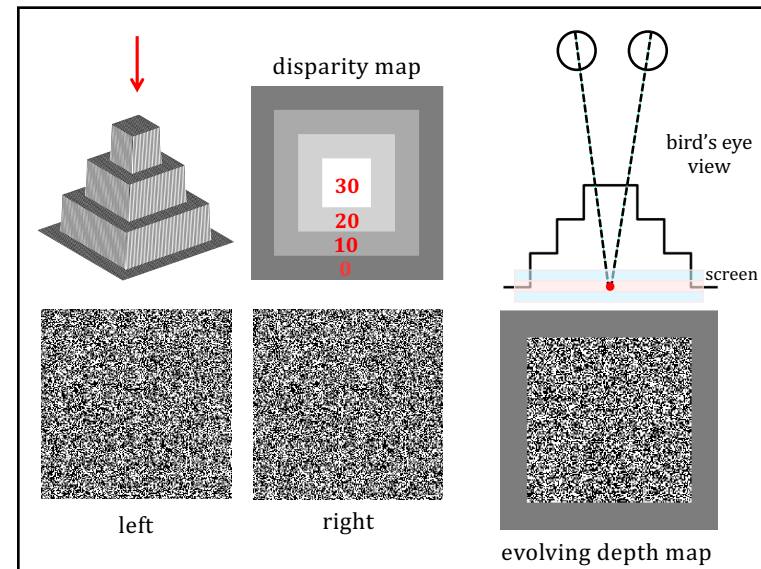 disparity map
30
20
10
0
bird's eye
view
screen
left
right
evolving depth map